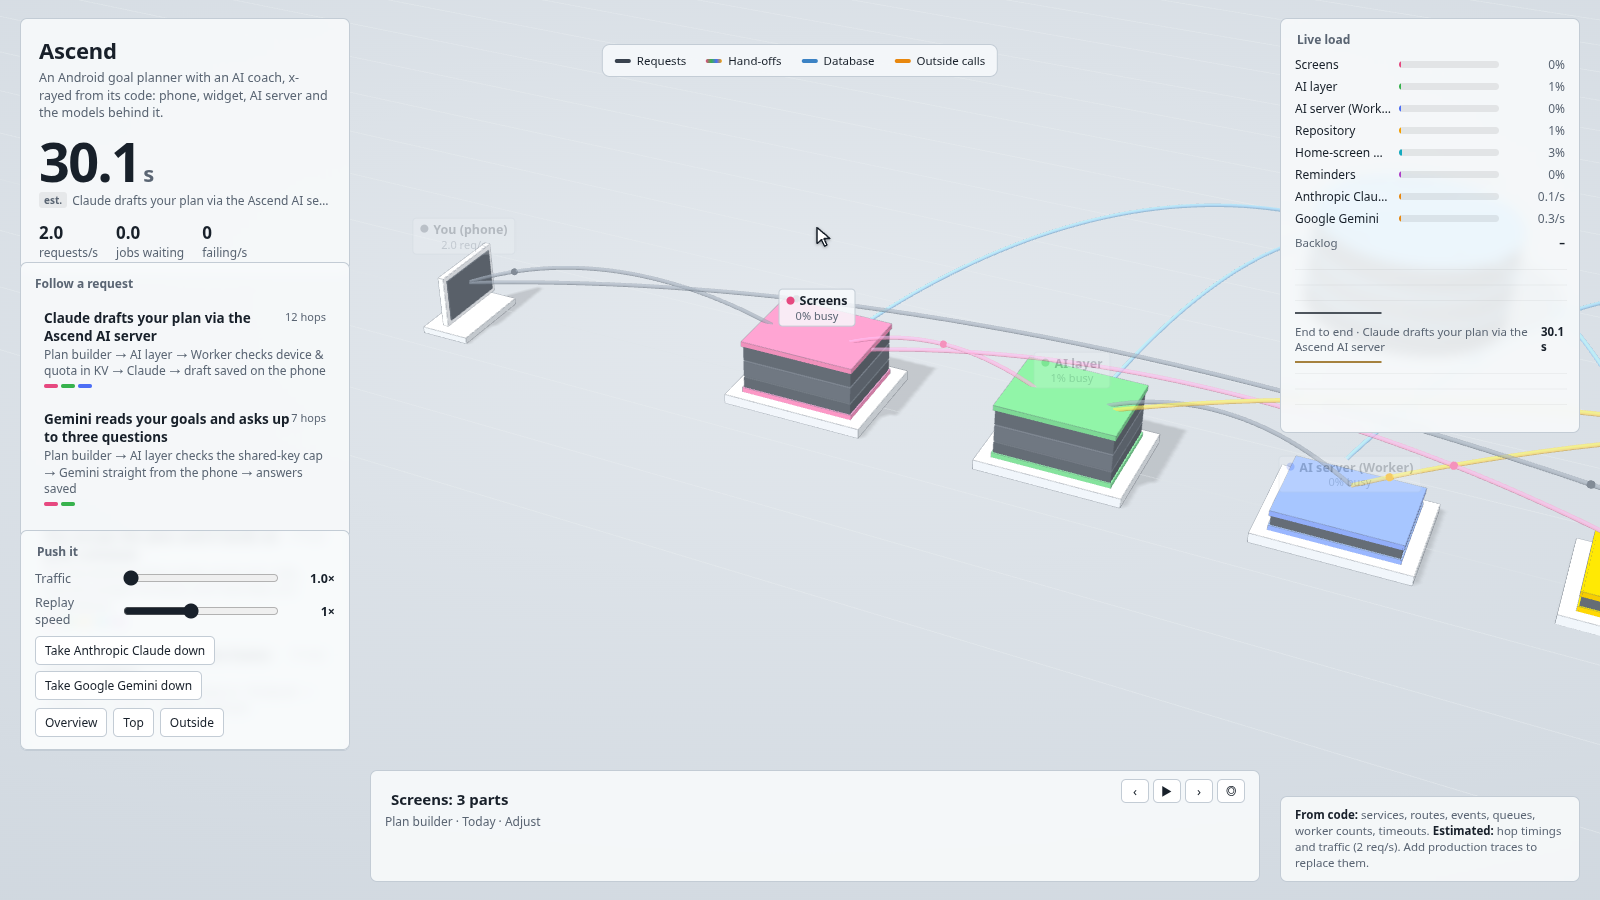 Ascend
An Android goal planner with an AI coach, x-
rayed from its code: phone, widget, AI server and
the models behind it.
30.1 s
est. Claude drafts your plan via the Ascend AI se…
2.0 0.0 0
requests/s jobs waiting failing/s
Follow a request
Claude drafts your plan via the 12 hops
Ascend AI server
Plan builder → AI layer → Worker checks device &
quota in KV → Claude → draft saved on the phone
Gemini reads your goals and asks up 7 hops
to three questions
Plan builder → AI layer checks the shared-key cap
→ Gemini straight from the phone → answers
saved
Push it
Traffic 1.0×
Replay
speed 1×
Take Anthropic Claude down
Take Google Gemini down
Overview Top Outside
Requests Hand-offs Database Outside calls
You (phone)
2.0 req/s
Screens
0% busy
AI layer
1% busy
AI server (Worker)
0% busy
Screens: 3 parts
Plan builder · Today · Adjust
Live load
Screens 0%
AI layer 1%
AI server (Work… 0%
Repository 1%
Home-screen … 3%
Reminders 0%
Anthropic Clau… 0.1/s
Google Gemini 0.3/s
Backlog –
End to end · Claude drafts your plan via the 30.1
Ascend AI server s
From code: services, routes, events, queues,
worker counts, timeouts. Estimated: hop timings
and traffic (2 req/s). Add production traces to
replace them.